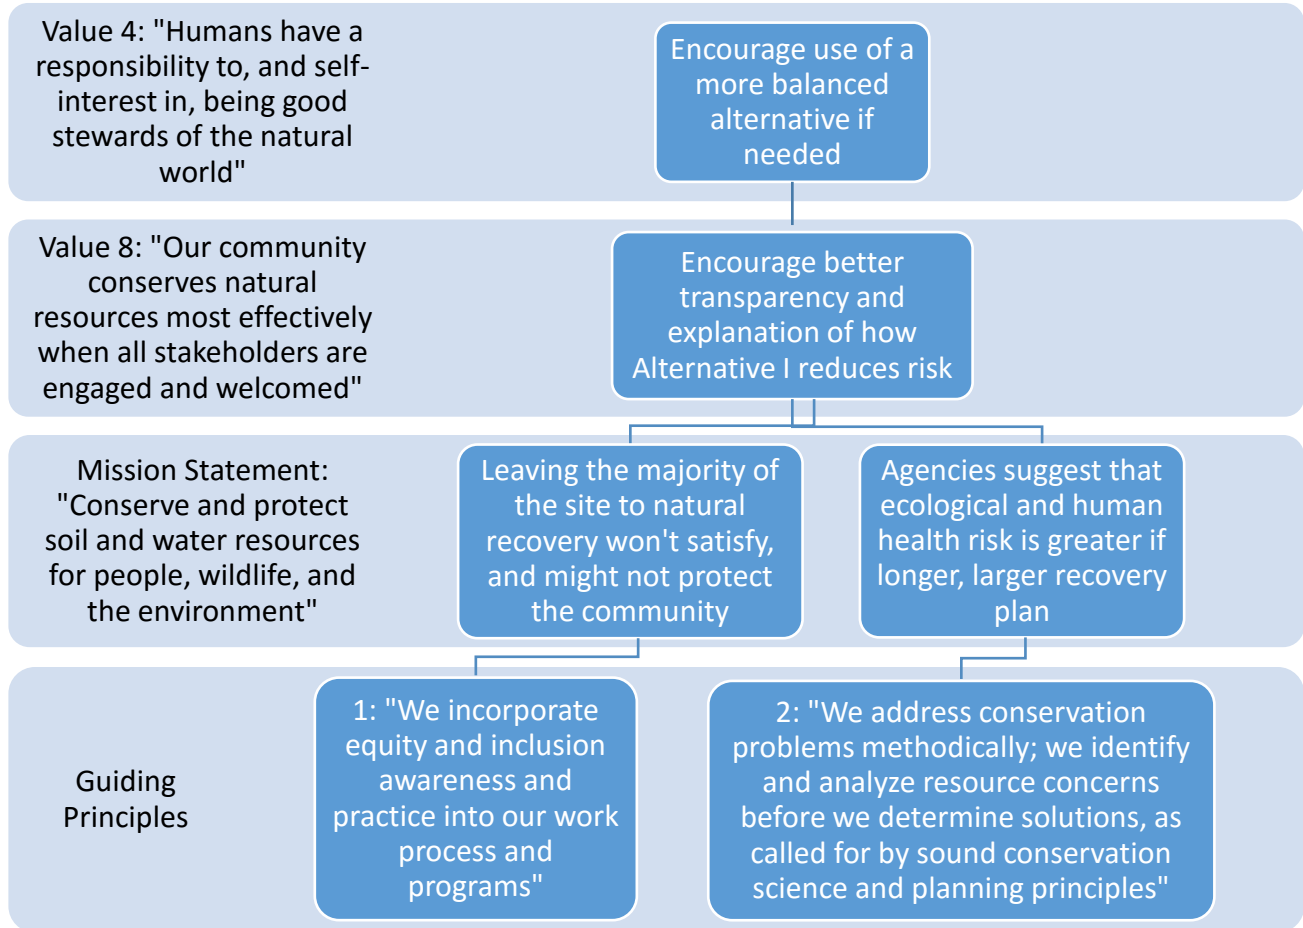 Value 4: "Humans have a
responsibility to, and self-
interest in, being good
stewards of the natural
world"
Encourage use of a
more balanced
alternative if
needed
Value 8: "Our community
conserves natural
resources most effectively
when all stakeholders are
engaged and welcomed"
Encourage better
transparency and
explanation of how
Alternative I reduces risk
Mission Statement:
"Conserve and protect
soil and water resources
for people, wildlife, and
the environment"
Leaving the majority of
the site to natural
recovery won't satisfy,
and might not protect
the community
Agencies suggest that
ecological and human
health risk is greater if
longer, larger recovery
plan
Guiding
Principles
1: "We incorporate
equity and inclusion
awareness and
practice into our work
process and
programs"
2: "We address conservation
problems methodically; we identify
and analyze resource concerns
before we determine solutions, as
called for by sound conservation
science and planning principles"